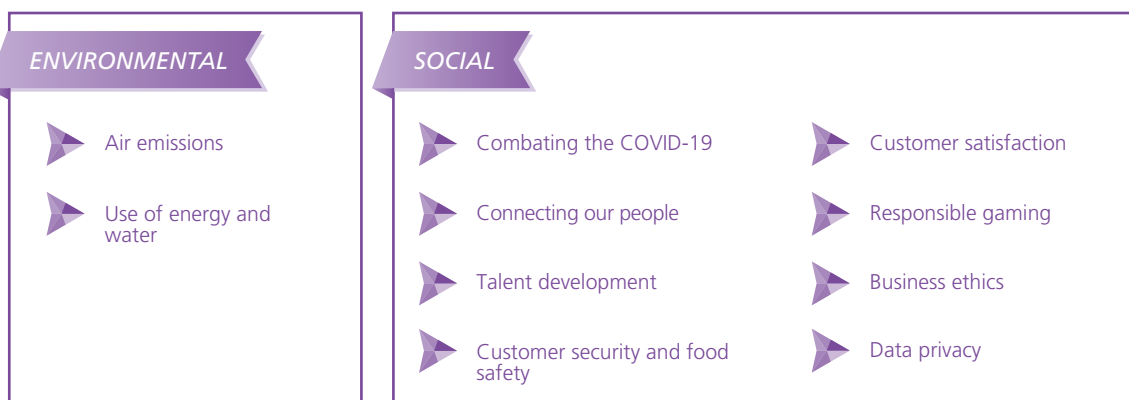 ENVIRONMENTAL
Air emissions
Use of energy and
water
SOCIAL
Combating the COVID-19
Connecting our people
Talent development
Customer security and food
safety
Customer satisfaction
Responsible gaming
Business ethics
Data privacy